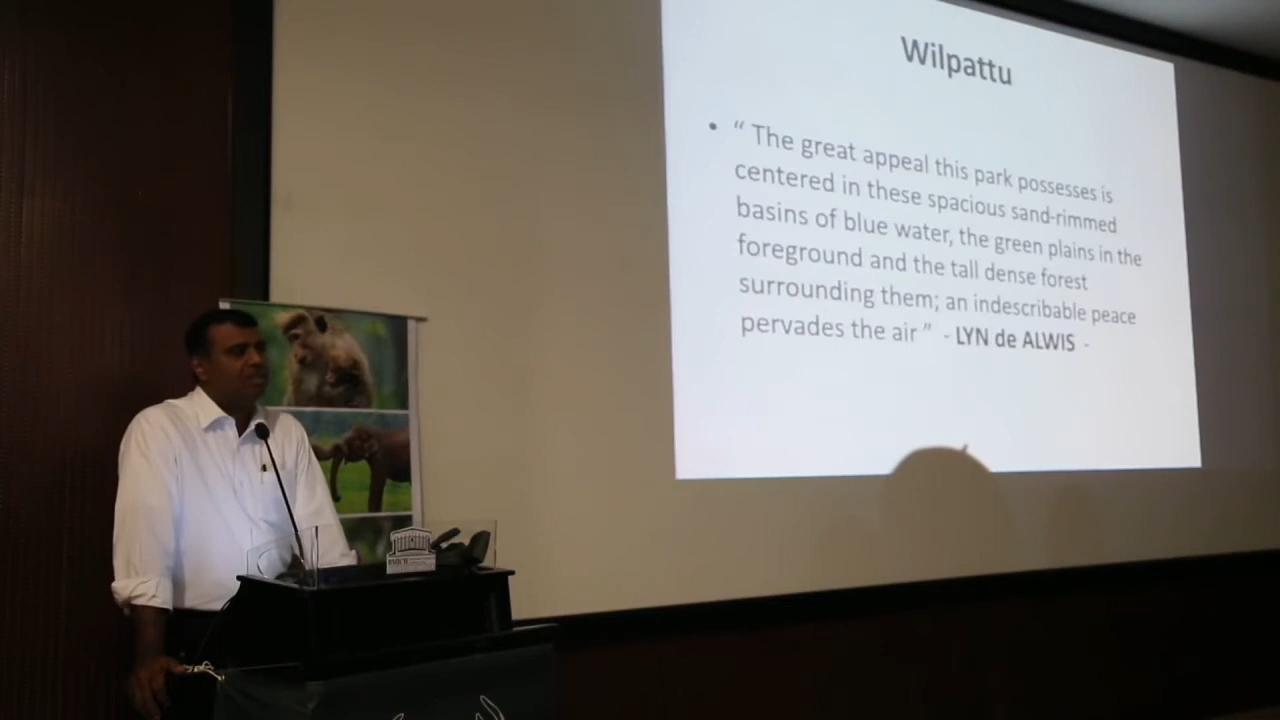 Wilpattu
• “ The great appeal this park possesses is
centered in these spacious sand-rimmed
basins of blue water, the green plains in the
foreground and the tall dense forest
surrounding them; an indescribable peace
pervades the air ” - LYN de ALWIS -
BMICH